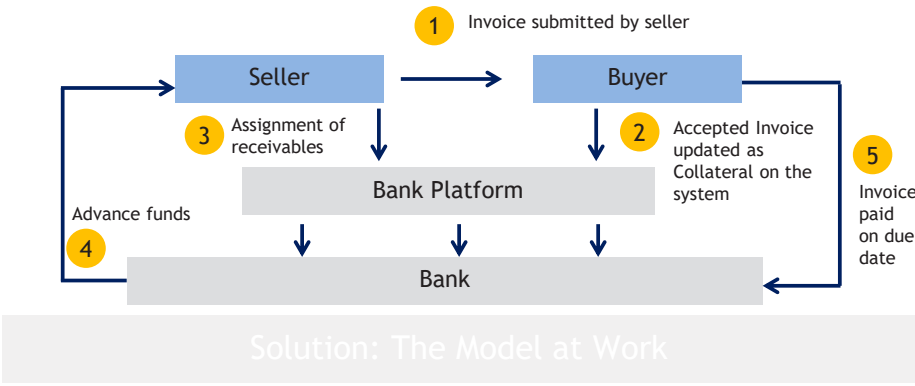 1
Invoice submitted by seller
Seller
Buyer
3
Assignment of
receivables
2
Accepted Invoice
updated as
Collateral on the
system
5
Invoice
paid
on due
date
Bank Platform
Advance funds
4
Bank
Solution: The Model at Work